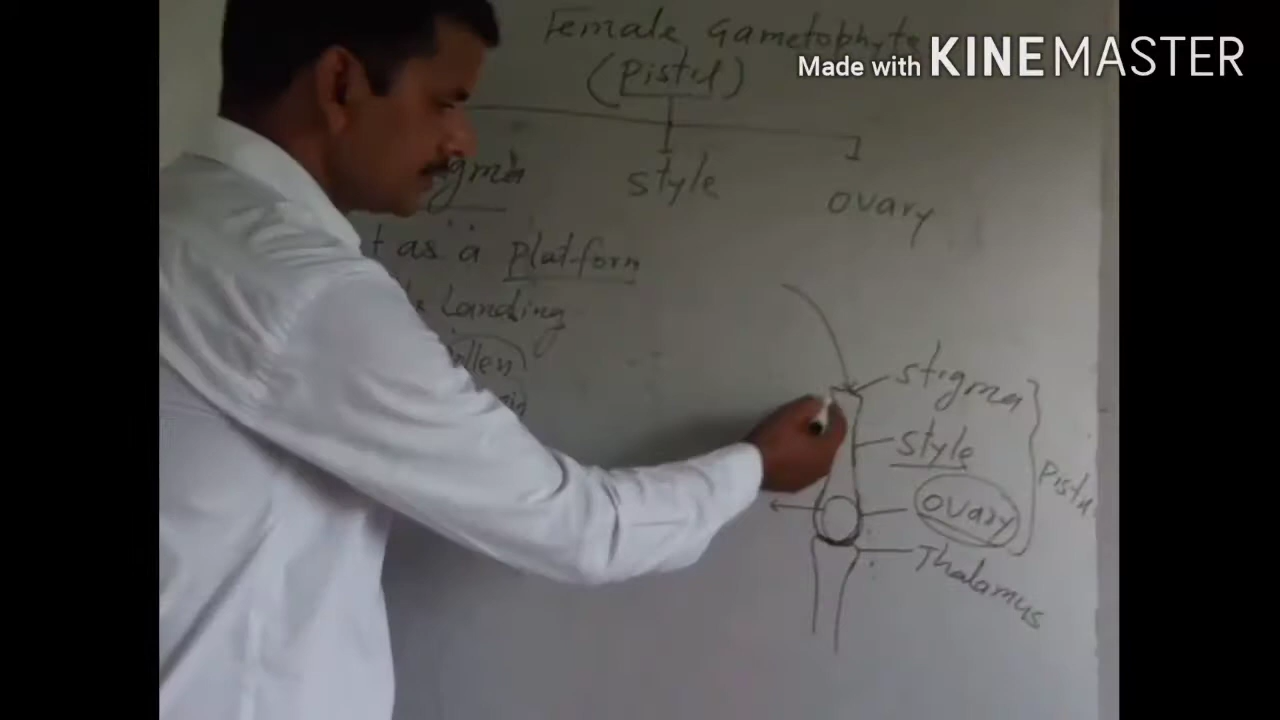 Female Gametophyte
Made with KINEMASTER
(Pistil)
style
ovary
as a platform
Landing
stigma
style
ovary
Thalamus